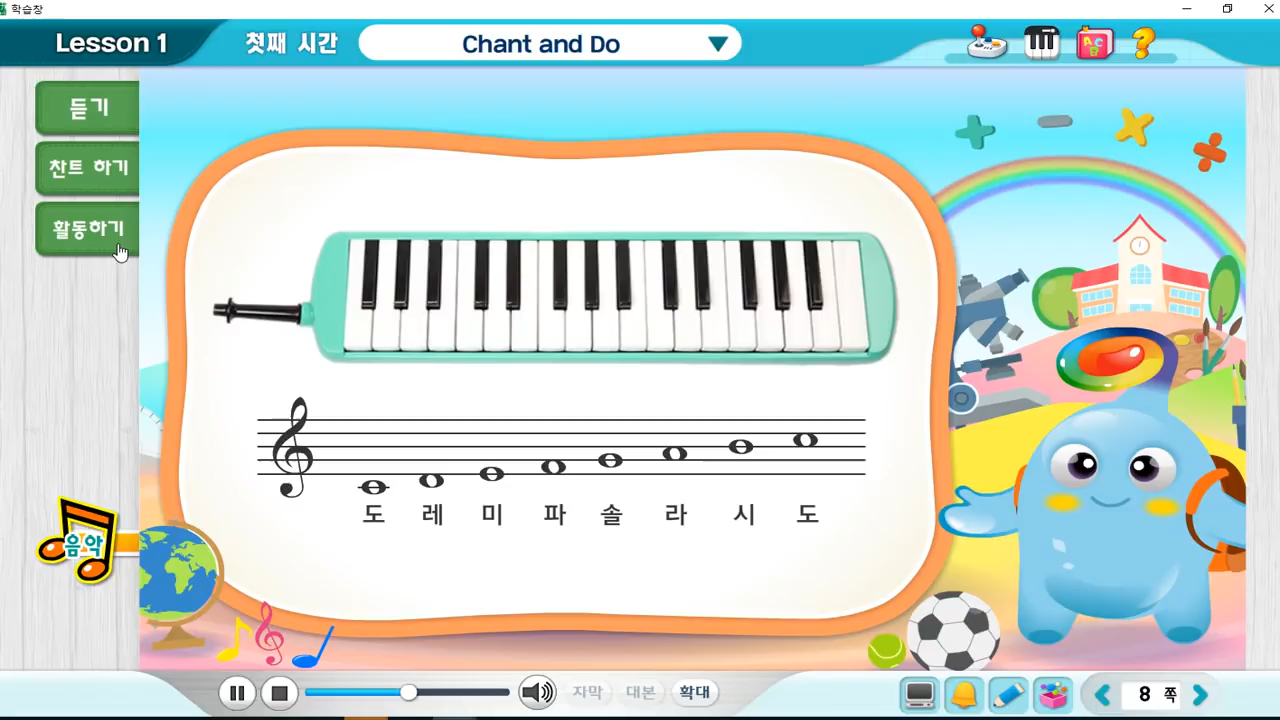 학습창
Lesson 1 첫째 시간 Chant and Do
ABC
?
듣기
찬트 하기
활동하기
도 레 미 파 솔 라 시 도
음악
자막 대본 확대 8 쪽